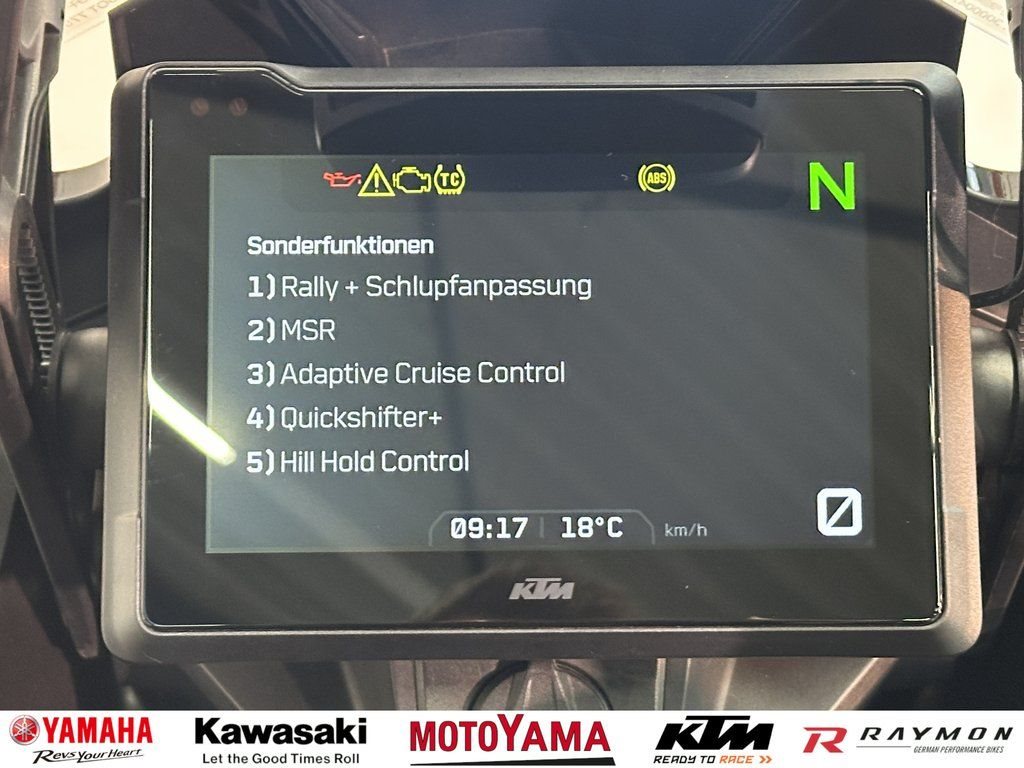 TC
ABS
N
Sonderfunktionen
1) Rally + Schlupfanpassung
2) MSR
3) Adaptive Cruise Control
4) Quickshifter+
5) Hill Hold Control
09:17 18°C km/h
0
KTM
YAMAHA
Revs Your Heart
Kawasaki
Let the Good Times Roll
MOTOYAMA
KTM
READY TO RACE »
R RAYMON
GERMAN PERFORMANCE BIKES